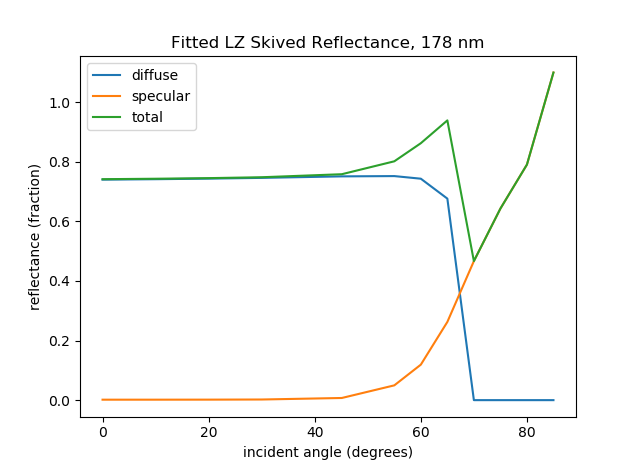 Fitted LZ Skived Reflectance, 178 nm
diffuse
specular
total
reflectance (fraction)
1.0
0.8
0.6
0.4
0.2
0.0
0 20 40 60 80
incident angle (degrees)